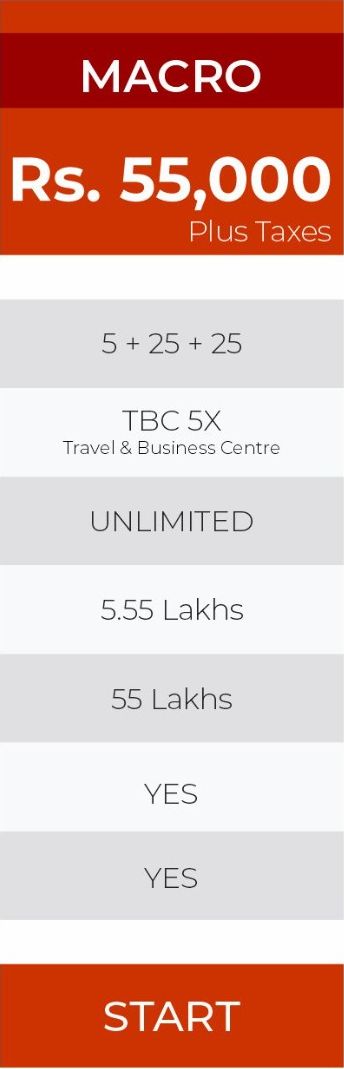 MACRO
Rs. 55,000
Plus Taxes
5 + 25 + 25
TBC 5X
Travel & Business Centre
UNLIMITED
5.55 Lakhs
55 Lakhs
YES
YES
START